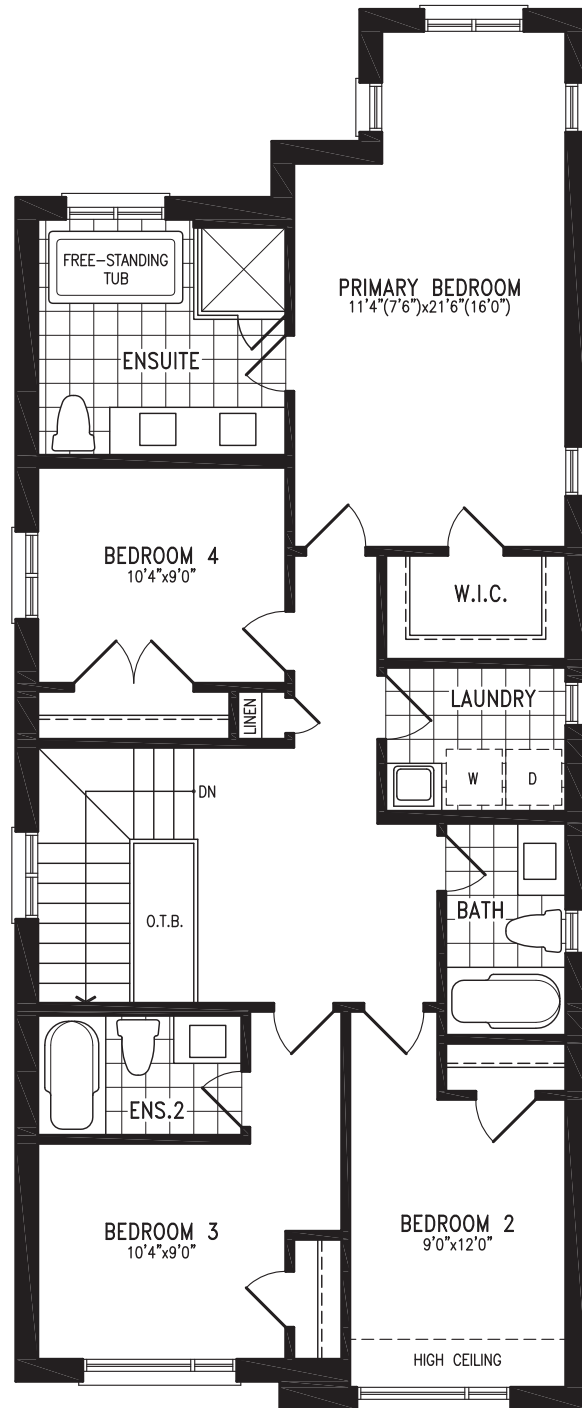 FREE-STANDING
TUB
PRIMARY BEDROOM
11'4"(7'6")x21'6"(16'0")
ENSUITE
BEDROOM 4
10'4"x9'0"
W.I.C.
LINEN
LAUNDRY
W
D
DN
O.T.B.
BATH
ENS.2
BEDROOM 3
10'4"x9'0"
BEDROOM 2
9'0"x12'0"
HIGH CEILING